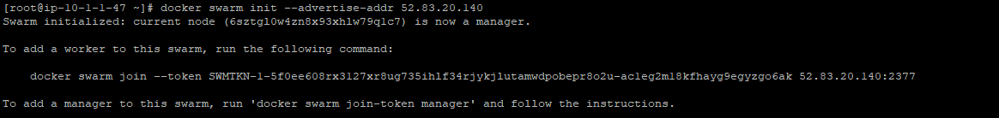 [root@ip-10-1-1-47 ~]# docker swarm init --advertise-addr 52.83.20.140
Swarm initialized: current node (6sztgl0w4zn8x93xhlw79qlc7) is now a manager.
To add a worker to this swarm, run the following command:
docker swarm join --token SWMTKN-1-5f0ee608rx3127xr8ug735ihlf34rjykjlutamwdpobepr8o2u-ac1eg2ml8kfhayg9egyzgo6ak 52.83.20.140:2377
To add a manager to this swarm, run 'docker swarm join-token manager' and follow the instructions.